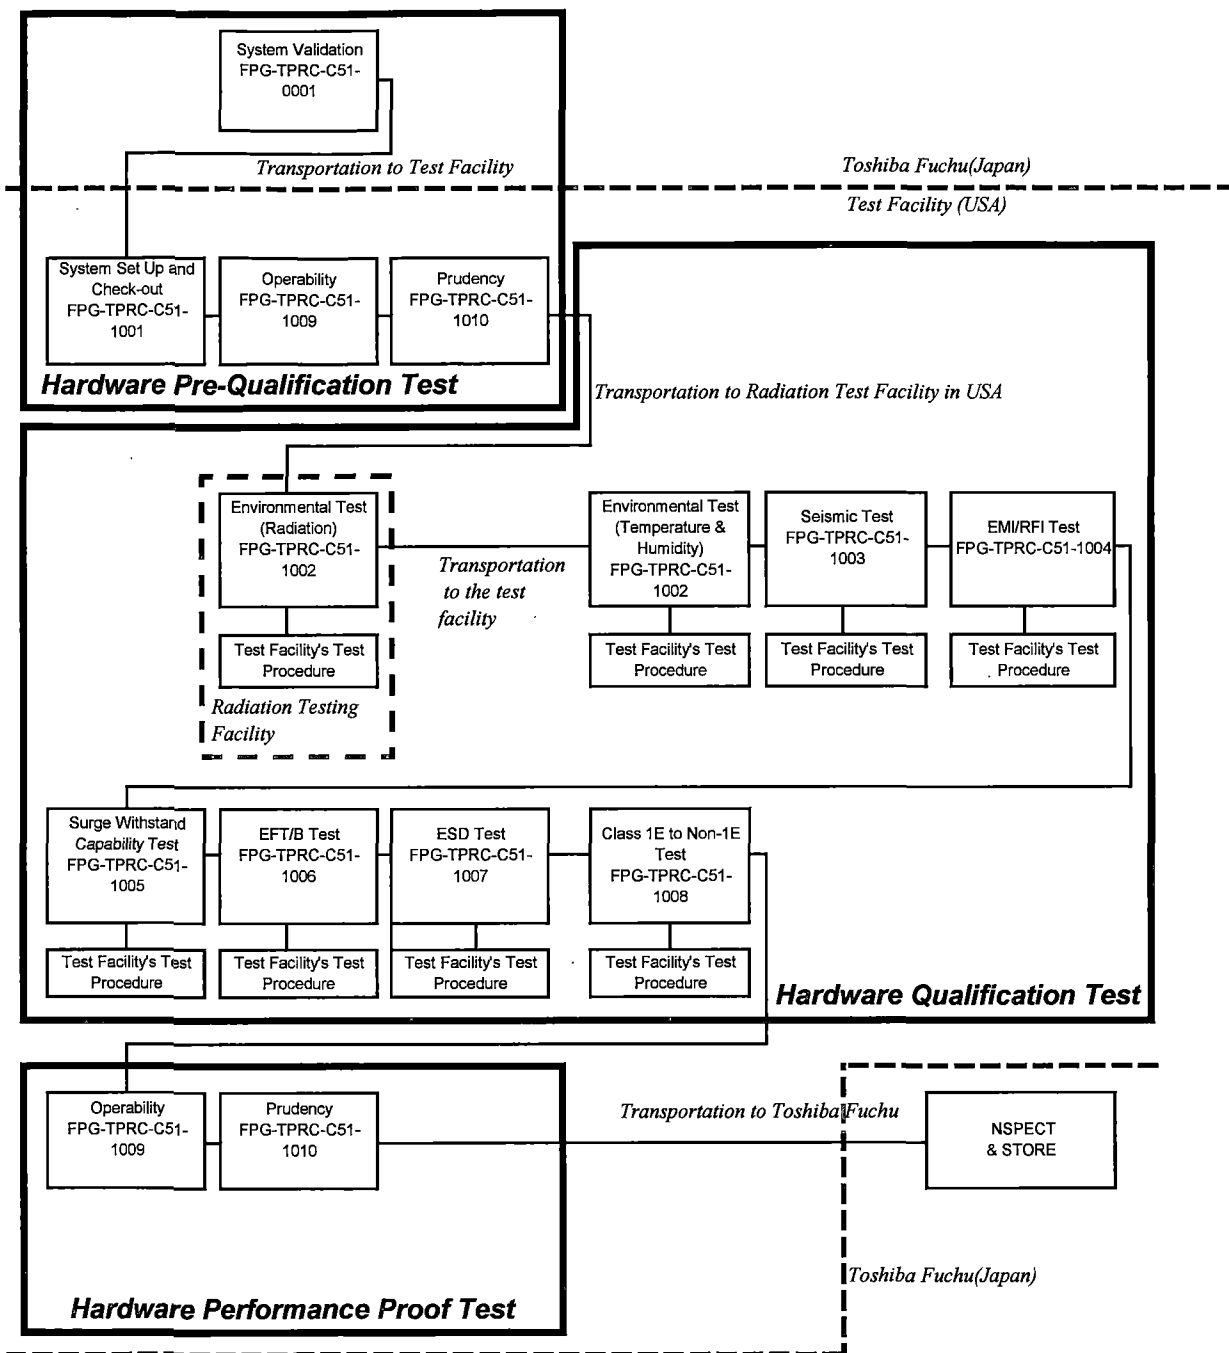 System Validation
FPG-TPRC-C51-
0001
Transportation to Test Facility
Toshiba Fuchu(Japan)
Test Facility (USA)
System Set Up and
Check-out
FPG-TPRC-C51-
1001
Operability
FPG-TPRC-C51-
1009
Prudency
FPG-TPRC-C51-
1010
Hardware Pre-Qualification Test
Transportation to Radiation Test Facility in USA
Environmental Test
(Radiation)
FPG-TPRC-C51-
1002
Test Facility's Test
Procedure
Radiation Testing
Facility
Transportation
to the test
facility
Environmental Test
(Temperature &
Humidity)
FPG-TPRC-C51-
1002
Test Facility's Test
Procedure
Seismic Test
FPG-TPRC-C51-
1003
Test Facility's Test
Procedure
EMI/RFI Test
FPG-TPRC-C51-1004
Test Facility's Test
Procedure
Surge Withstand
Capability Test
FPG-TPRC-C51-
1005
Test Facility's Test
Procedure
EFT/B Test
FPG-TPRC-C51-
1006
Test Facility's Test
Procedure
ESD Test
FPG-TPRC-C51-
1007
Test Facility's Test
Procedure
Class 1E to Non-1E
Test
FPG-TPRC-C51-
1008
Test Facility's Test
Procedure
Hardware Qualification Test
Operability
FPG-TPRC-C51-
1009
Prudency
FPG-TPRC-C51-
1010
Transportation to Toshiba Fuchu
NSPECT
& STORE
Toshiba Fuchu(Japan)
Hardware Performance Proof Test